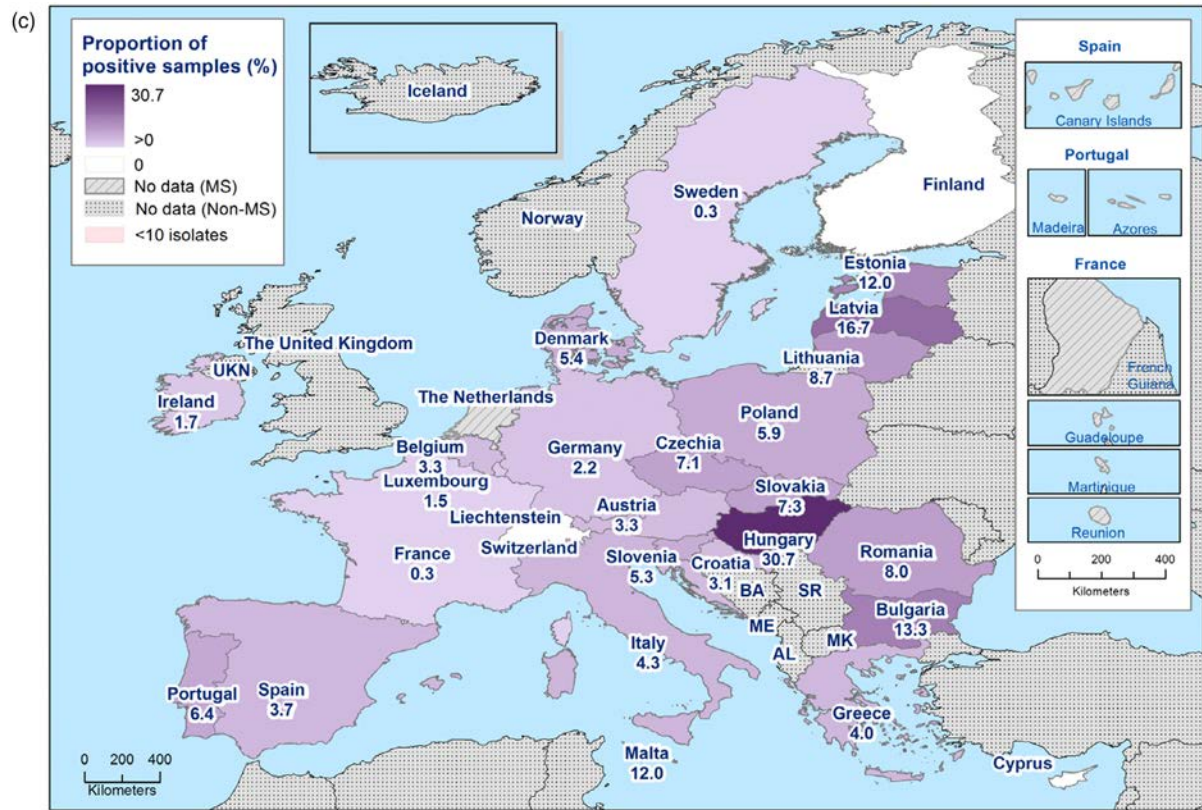 (c)
Proportion of
positive samples (%)
30.7
>0
0
No data (MS)
No data (Non-MS)
<10 isolates
Iceland
Spain
Canary Islands
Portugal
Madeira
Azores
France
French
Guiana
Guadeloupe
Martinique
Reunion
0 200 400
Kilometers
Norway
Sweden
0.3
Finland
Estonia
12.0
Latvia
16.7
Lithuania
8.7
Denmark
5.4
The United Kingdom
UKN
Ireland
1.7
The Netherlands
Poland
5.9
Belgium
3.3
Germany
2.2
Czechia
7.1
Luxembourg
1.5
Slovakia
7.3
Liechtenstein
Austria
3.3
Switzerland
Hungary
30.7
France
0.3
Slovenia
5.3
Croatia
3.1
Romania
8.0
BA
SR
Bulgaria
13.3
ME
MK
AL
Italy
4.3
Portugal
6.4
Spain
3.7
Greece
4.0
Malta
12.0
Cyprus
0 200 400
Kilometers